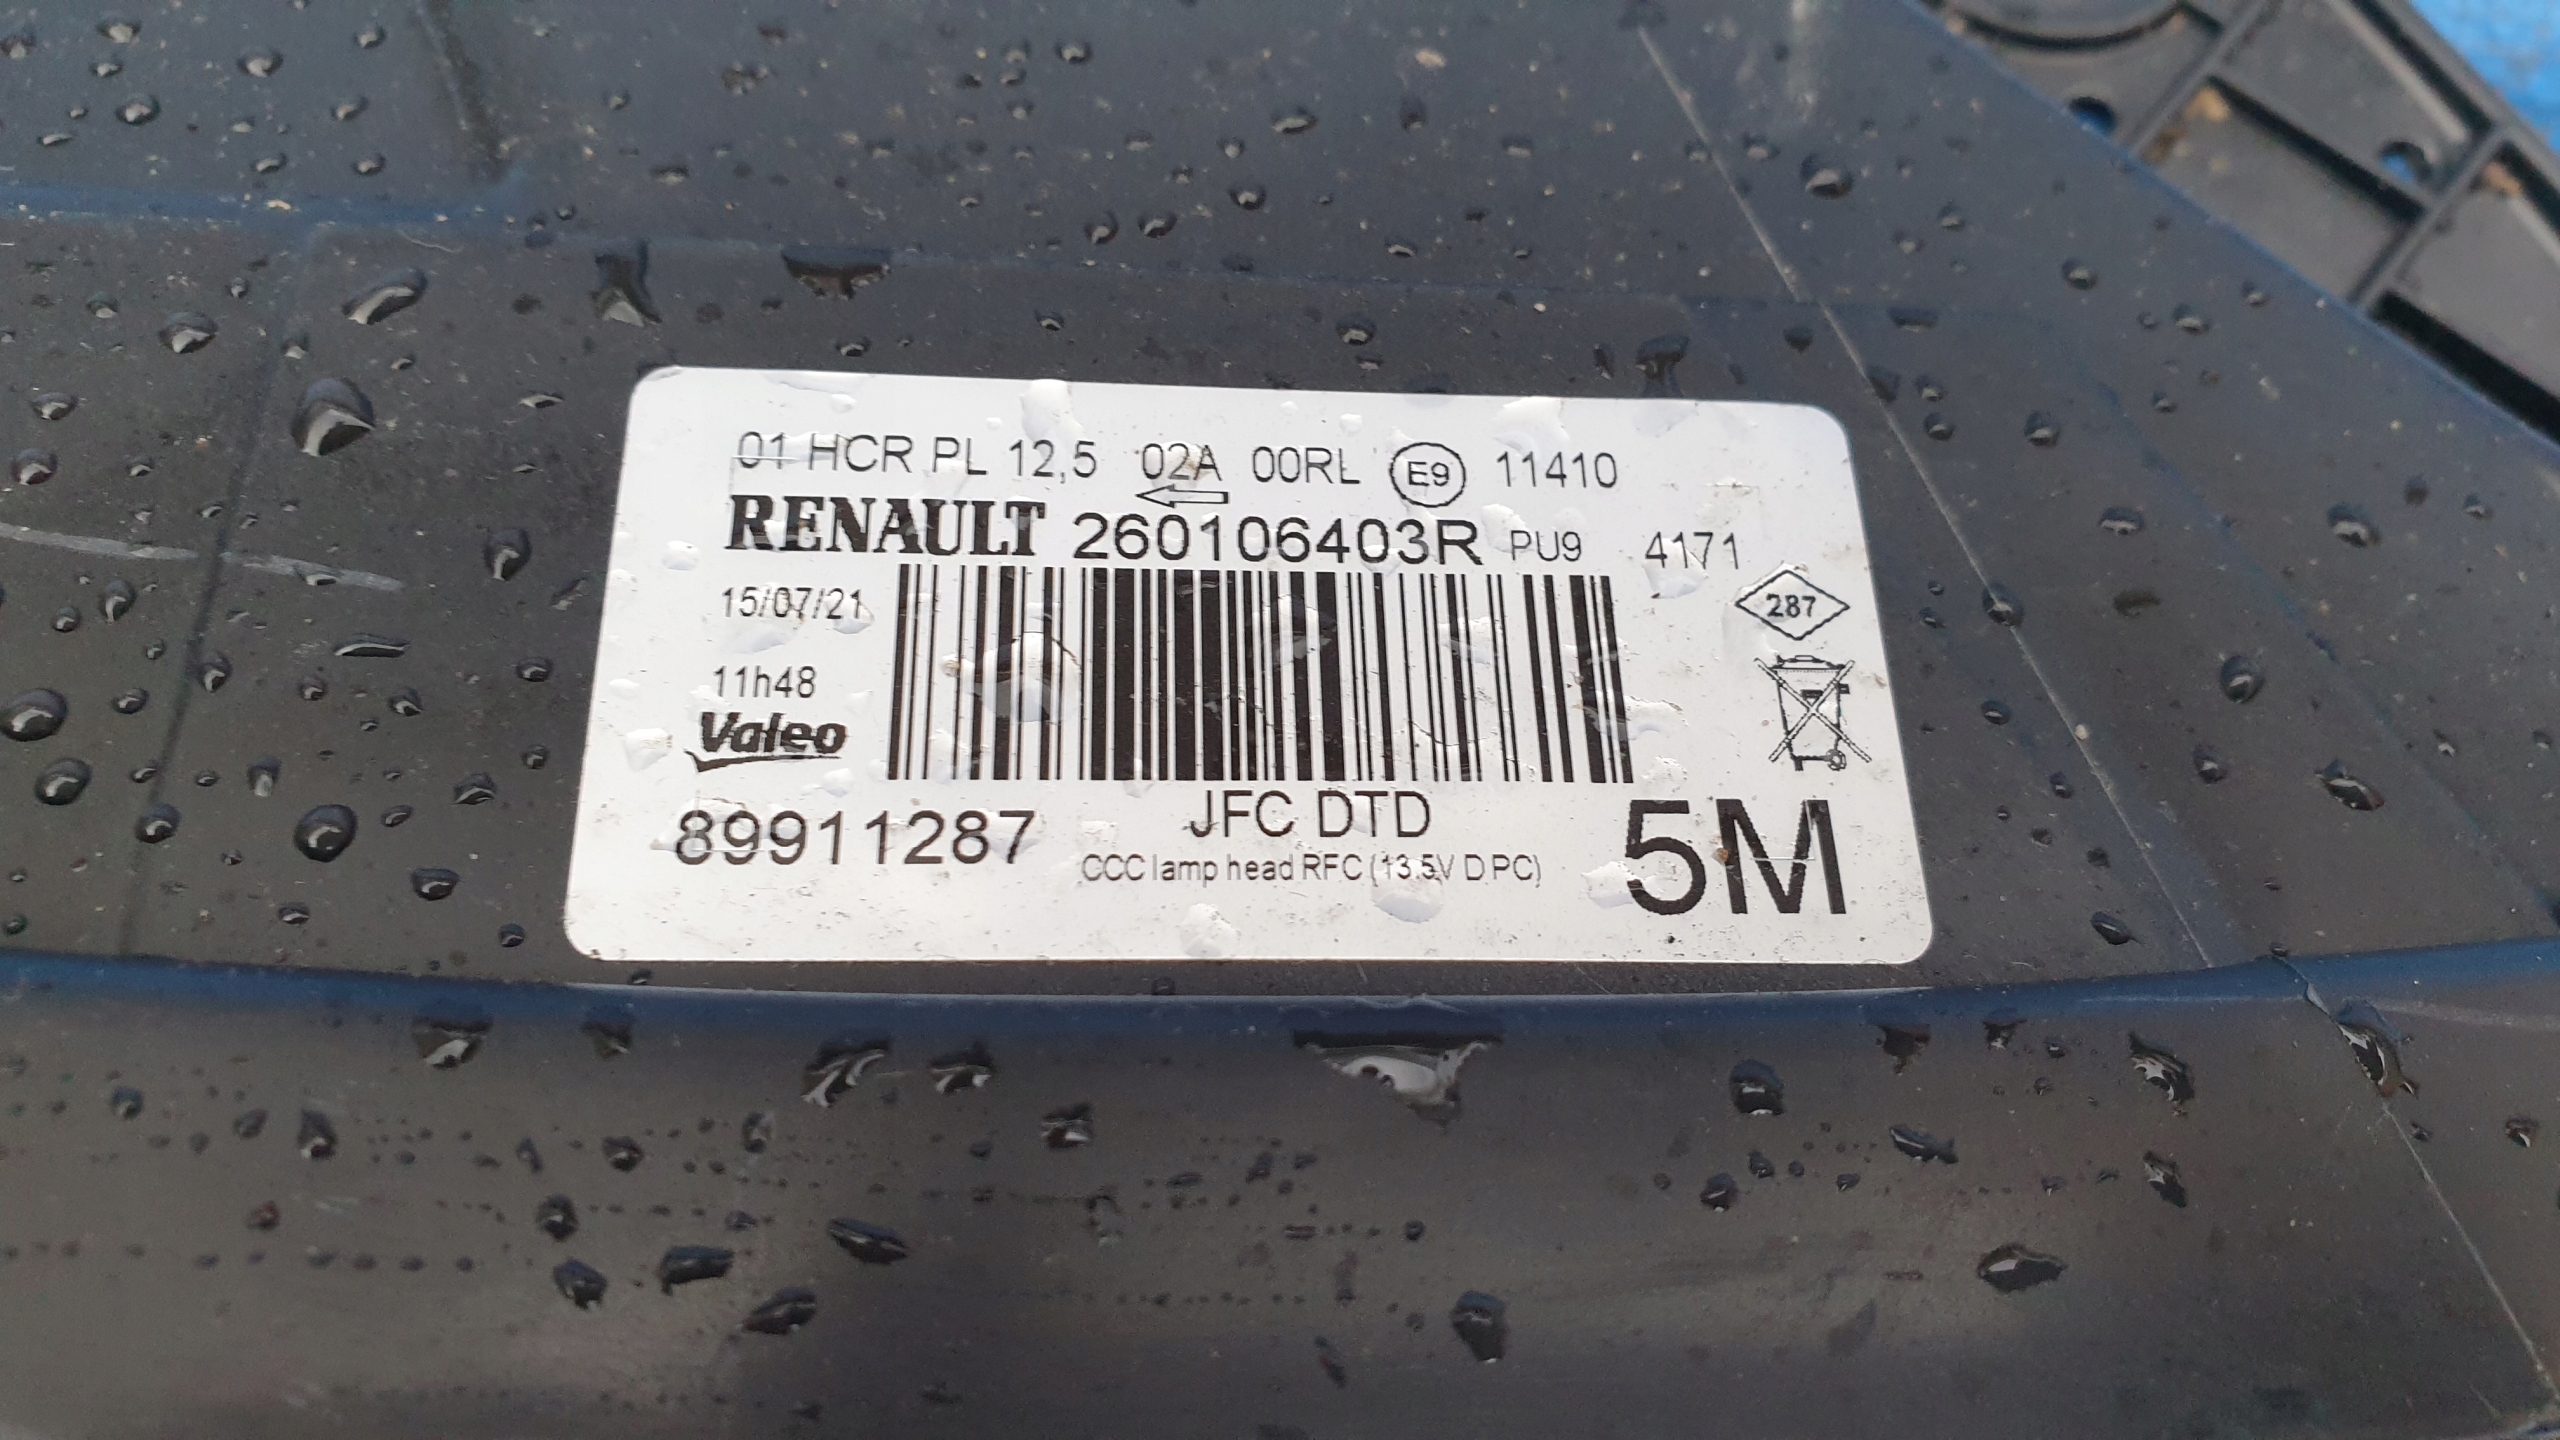 01 HCR PL 12,5 02A 00RL E9 11410
RENAULT 260106403R PU9 4171
15/07/21
287
11h48
Valeo
89911287
JFC DTD
CCC lamp head RFC (13.5V D PC)
5M